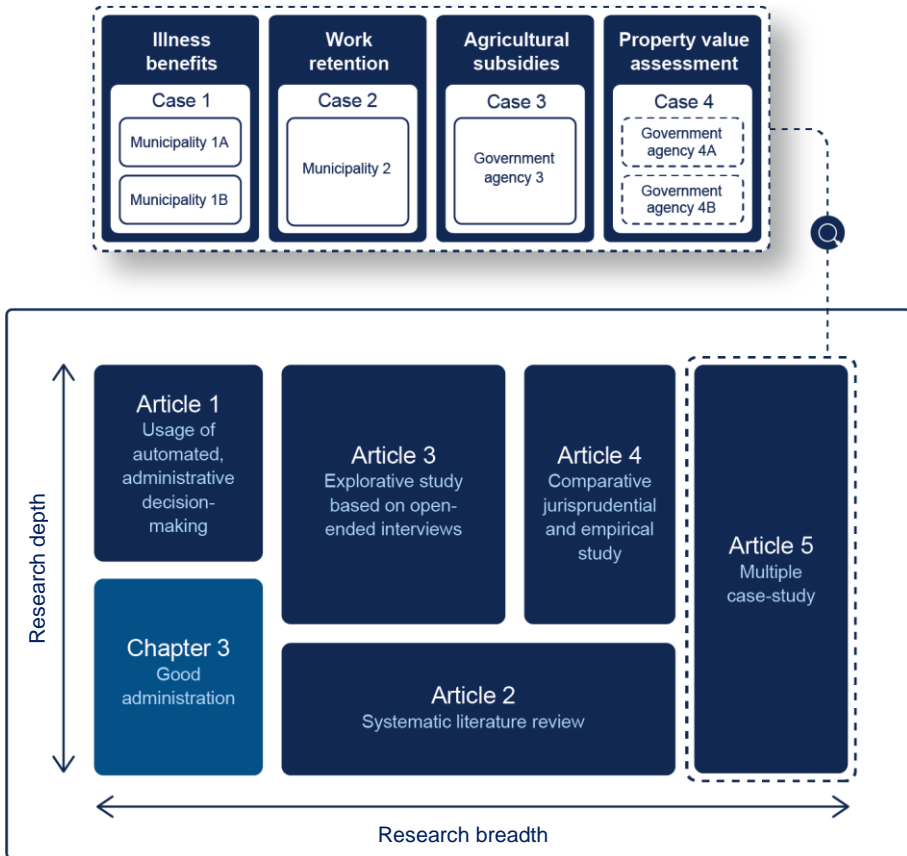 Illness
benefits
Case 1
Municipality 1A
Municipality 1B
Work
retention
Case 2
Municipality 2
Agricultural
subsidies
Case 3
Government
agency 3
Property value
assessment
Case 4
Government
agency 4A
Government
agency 4B
Research depth
Article 1
Usage of
automated,
administrative
decision-
making
Chapter 3
Good
administration
Article 3
Explorative study
based on open-
ended interviews
Article 4
Comparative
jurisprudential
and empirical
study
Article 2
Systematic literature review
Article 5
Multiple
case-study
Research breadth